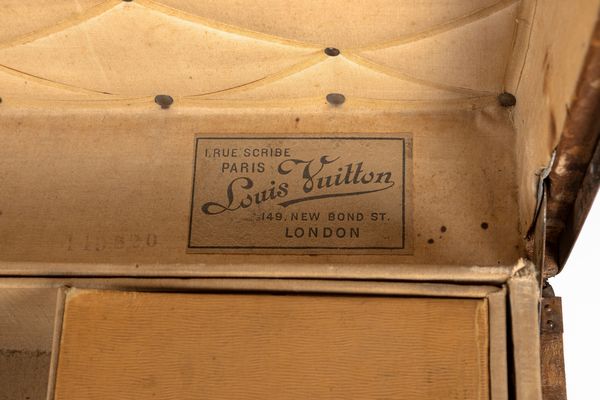 1, RUE SCRIBE
PARIS
Louis Vuitton
149. NEW BOND ST.
LONDON